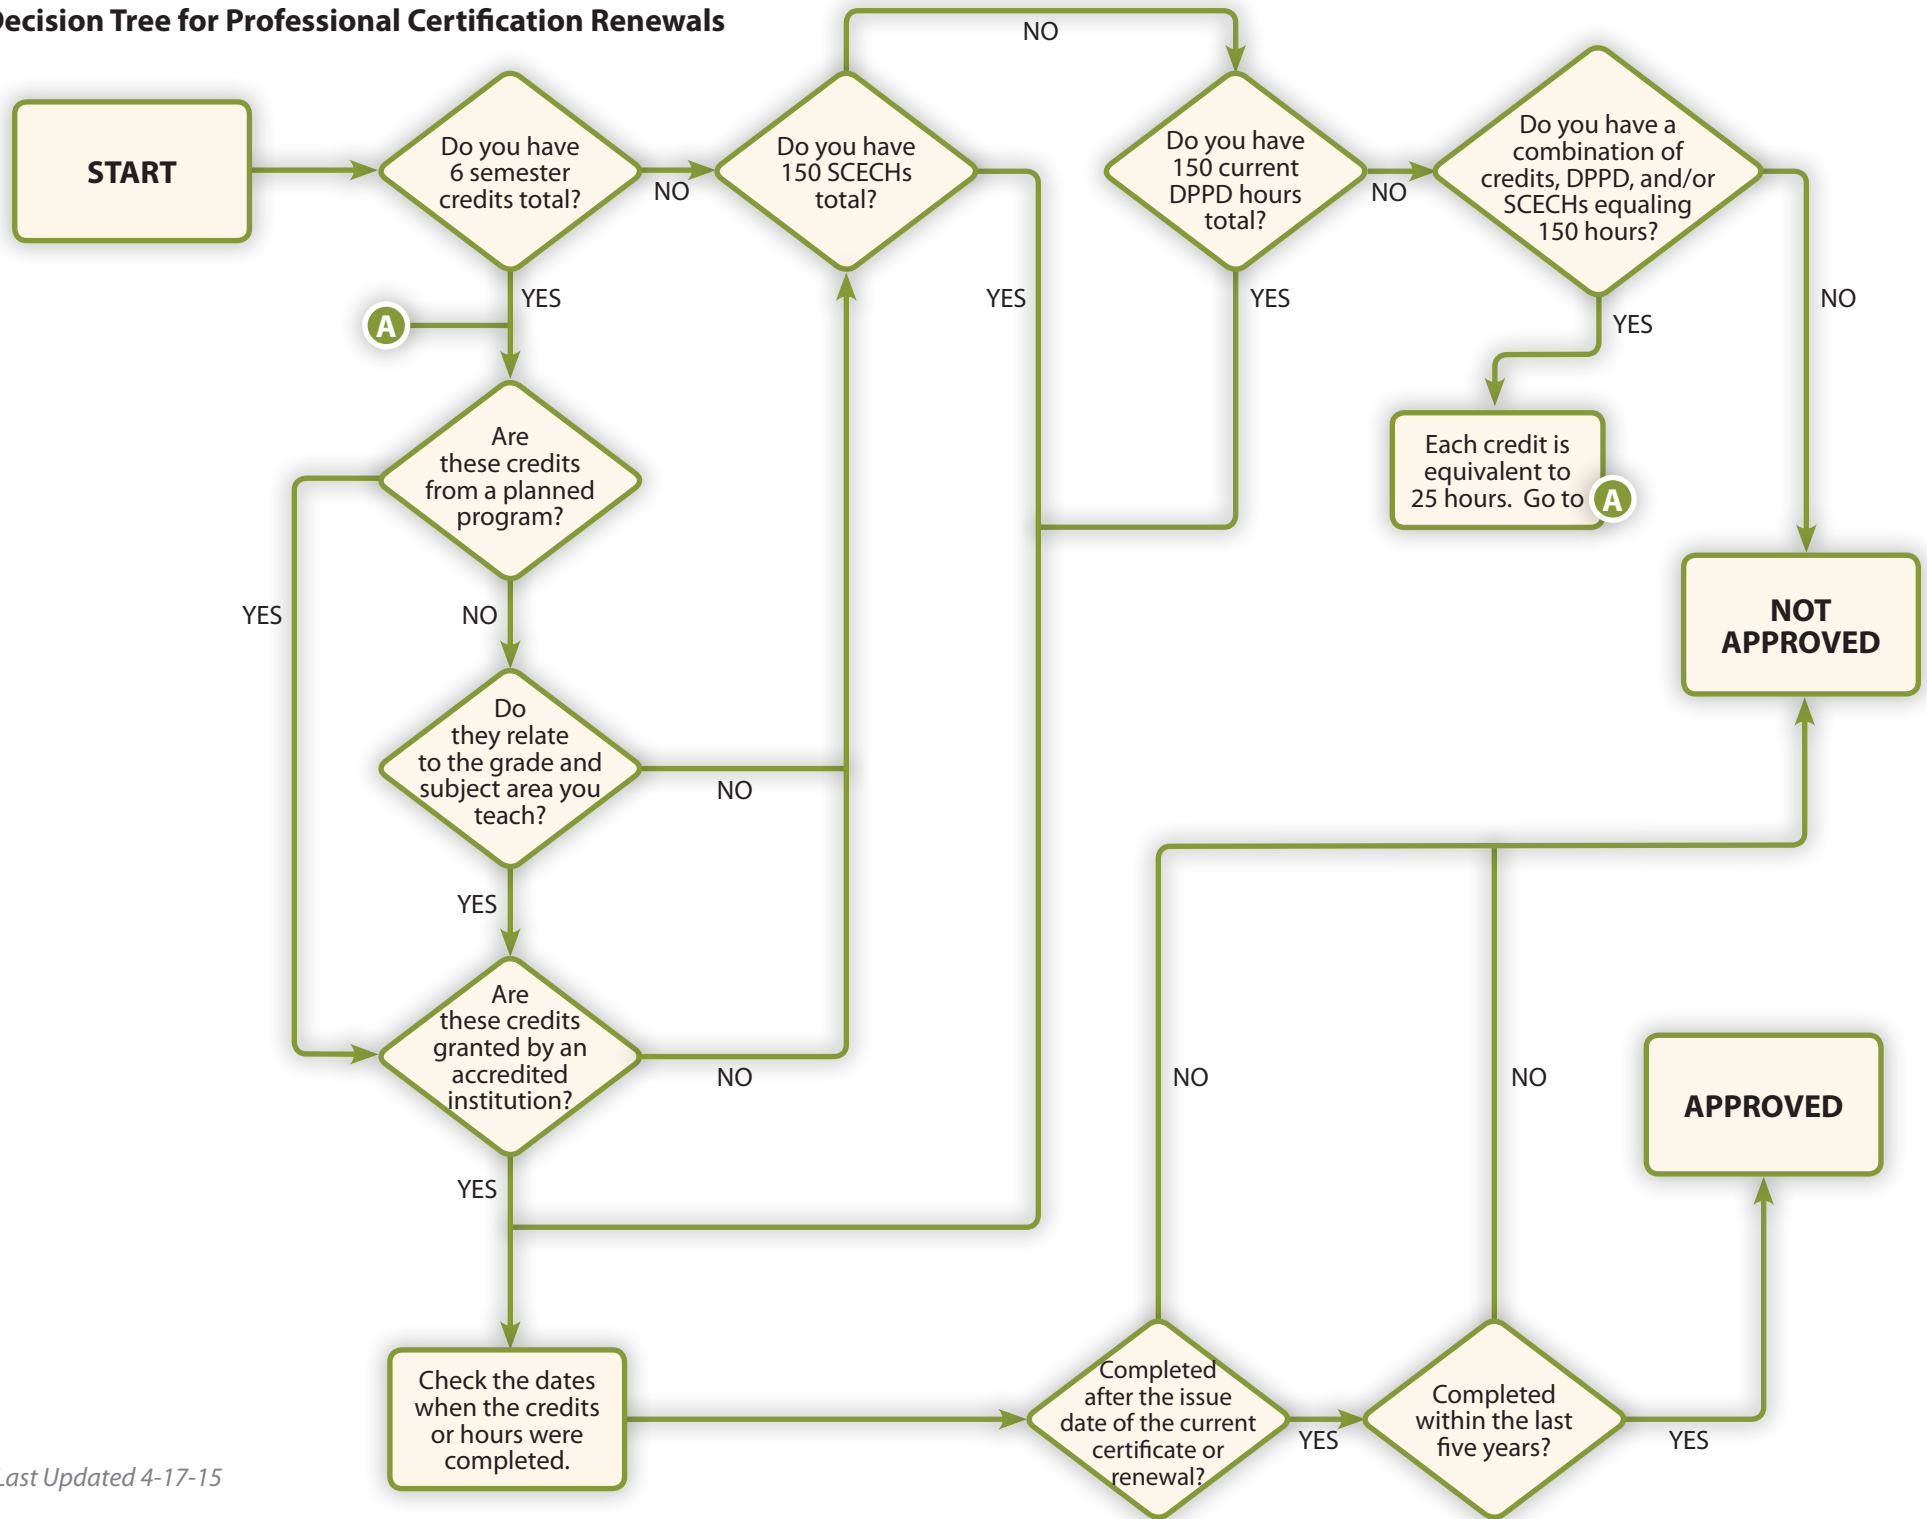 Decision Tree for Professional Certification Renewals
START
Do you have
6 semester
credits total?
NO
Do you have
150 SCECHs
total?
NO
Do you have
150 current
DPPD hours
total?
NO
Do you have a
combination of
credits, DPPD, and/or
SCECHs equaling
150 hours?
YES
YES
YES
YES
NO
A
Each credit is
equivalent to
25 hours. Go to
A
Are
these credits
from a planned
program?
YES
NO
NOT
APPROVED
Do
they relate
to the grade and
subject area you
teach?
NO
YES
Are
these credits
granted by an
accredited
institution?
NO
YES
NO
NO
APPROVED
Check the dates
when the credits
or hours were
completed.
Completed
after the issue
date of the current
certificate or
renewal?
YES
Completed
within the last
five years?
YES
Last Updated 4-17-15